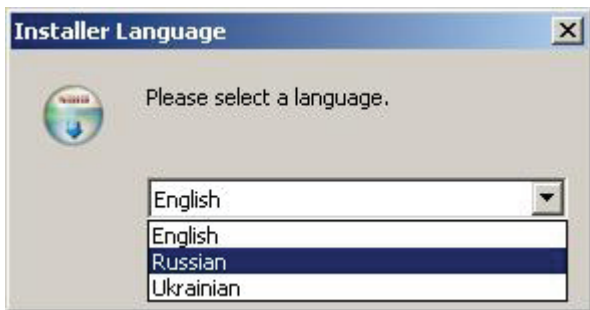 Installer Language
Please select a language.
English
English
Russian
Ukrainian